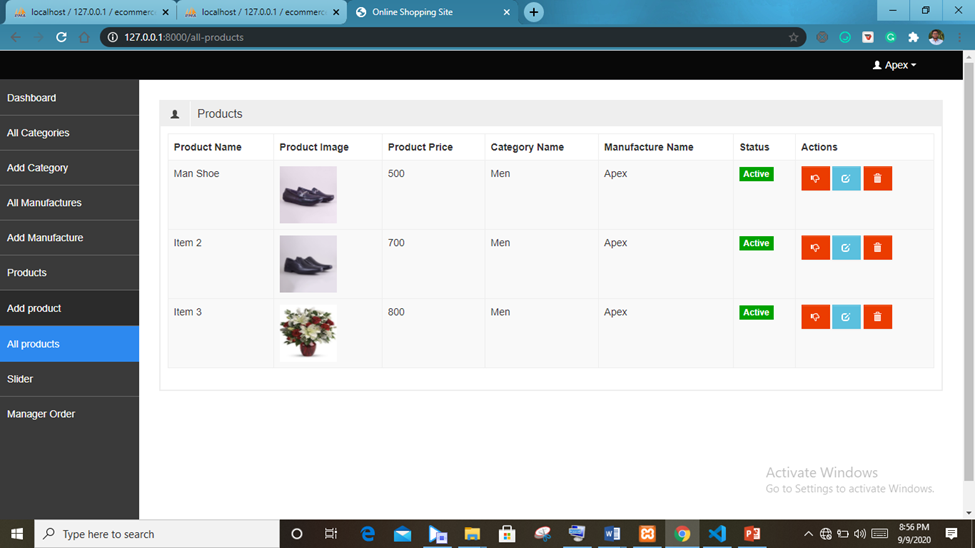 localhost / 127.0.0.1 / ecommerc
localhost / 127.0.0.1 / ecommerc
Online Shopping Site
127.0.0.1:8000/all-products
Apex
Dashboard
All Categories
Add Category
All Manufactures
Add Manufacture
Products
Add product
All products
Slider
Manager Order
Products
Product Name Product Image Product Price Category Name Manufacture Name Status Actions
Man Shoe 500 Men Apex Active
Item 2 700 Men Apex Active
Item 3 800 Men Apex Active
Activate Windows
Go to Settings to activate Windows.
Type here to search
8:56 PM
9/9/2020